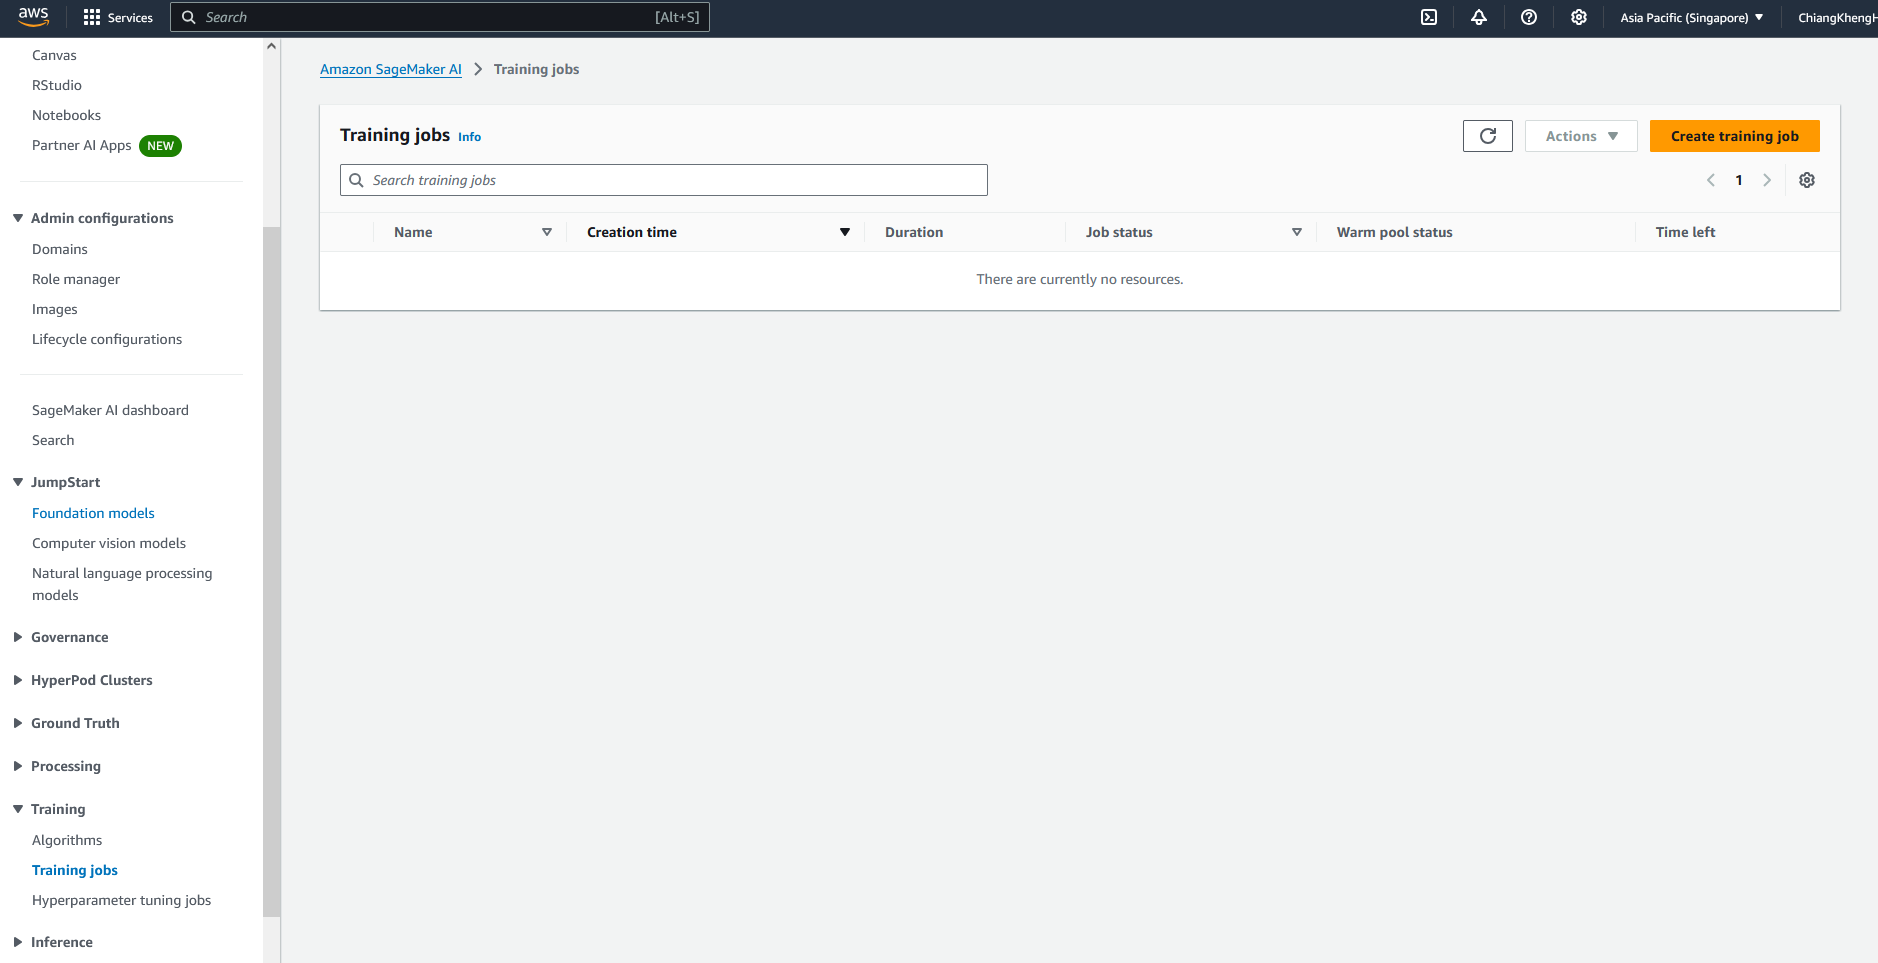 aws
Services
Search
[Alt+S]
Asia Pacific (Singapore)
ChiangKhengH
Canvas
RStudio
Notebooks
Partner AI Apps NEW
Admin configurations
Domains
Role manager
Images
Lifecycle configurations
SageMaker AI dashboard
Search
JumpStart
Foundation models
Computer vision models
Natural language processing
models
Governance
HyperPod Clusters
Ground Truth
Processing
Training
Algorithms
Training jobs
Hyperparameter tuning jobs
Inference
Amazon SageMaker AI > Training jobs
Training jobs Info
Actions
Create training job
Search training jobs
1
Name
Creation time
Duration
Job status
Warm pool status
Time left
There are currently no resources.